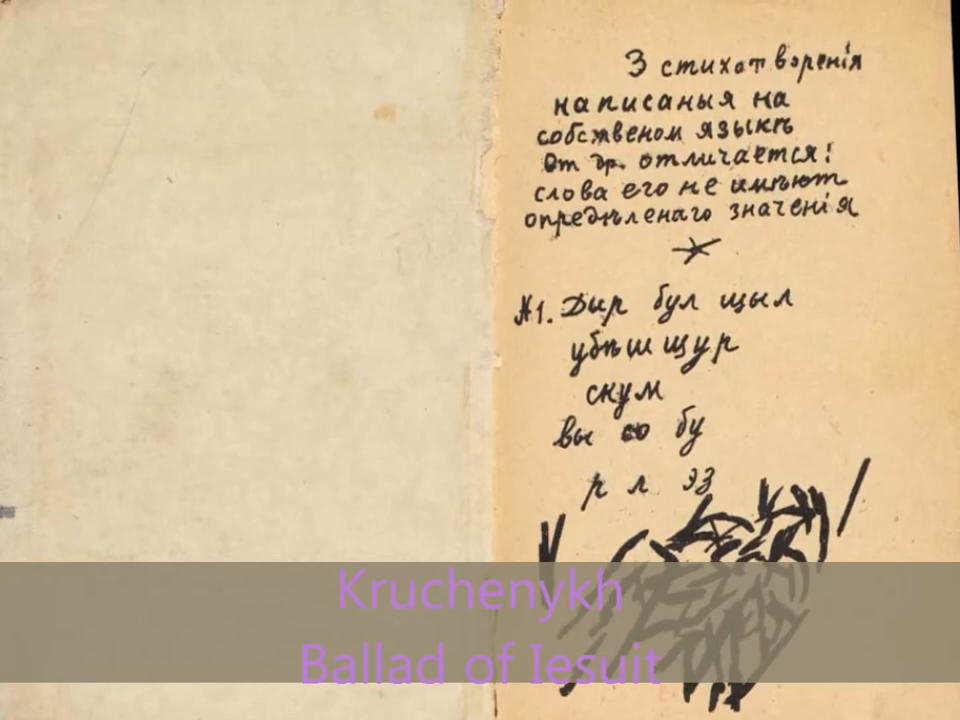 3 стихотворенія
написаныя на
собственом языкѣ
от др. отличается:
слова его не имѣют
опредѣленаго значенія
№1. Дыр бул щыл
убѣшщур
скум
вы со бу
р л эз
Kruchenykh
Ballad of Iesuit